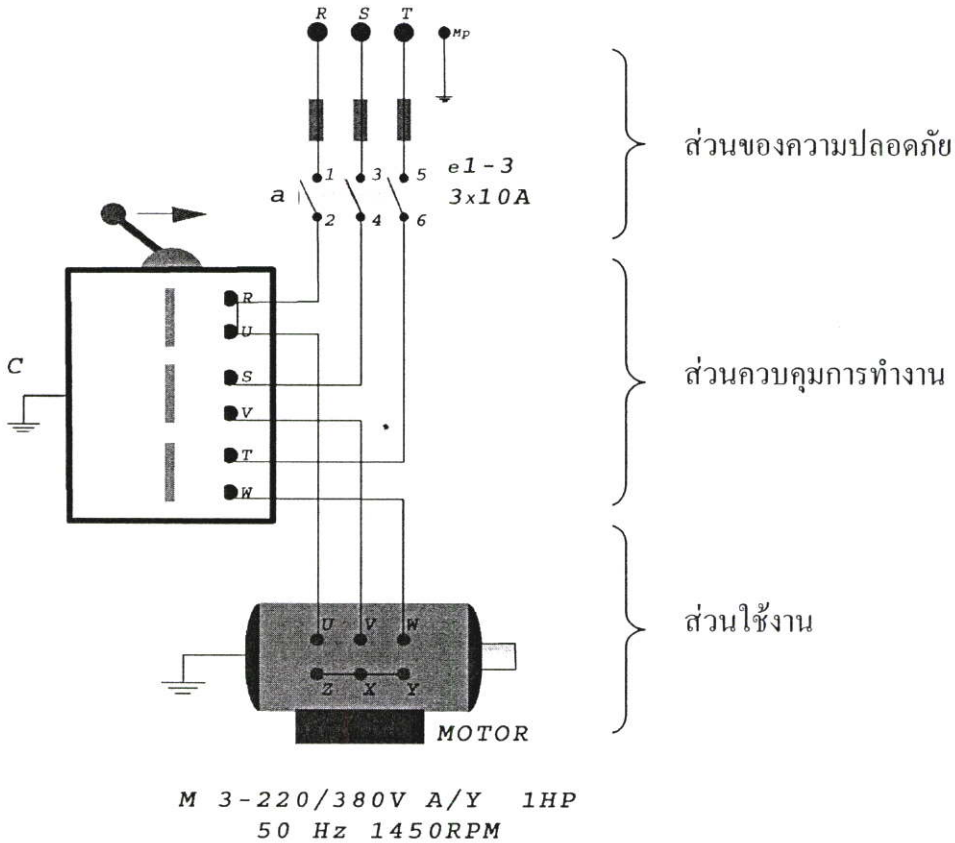 R S T
Mp
ส่วนของความปลอดภัย
1 3 5 e1-3
a 3x10A
2 4 6
R
U
C
S
ส่วนควบคุมการทำงาน
V
T
W
U V W
ส่วนใช้งาน
Z X Y
MOTOR
M 3-220/380V A/Y 1HP
50 Hz 1450RPM